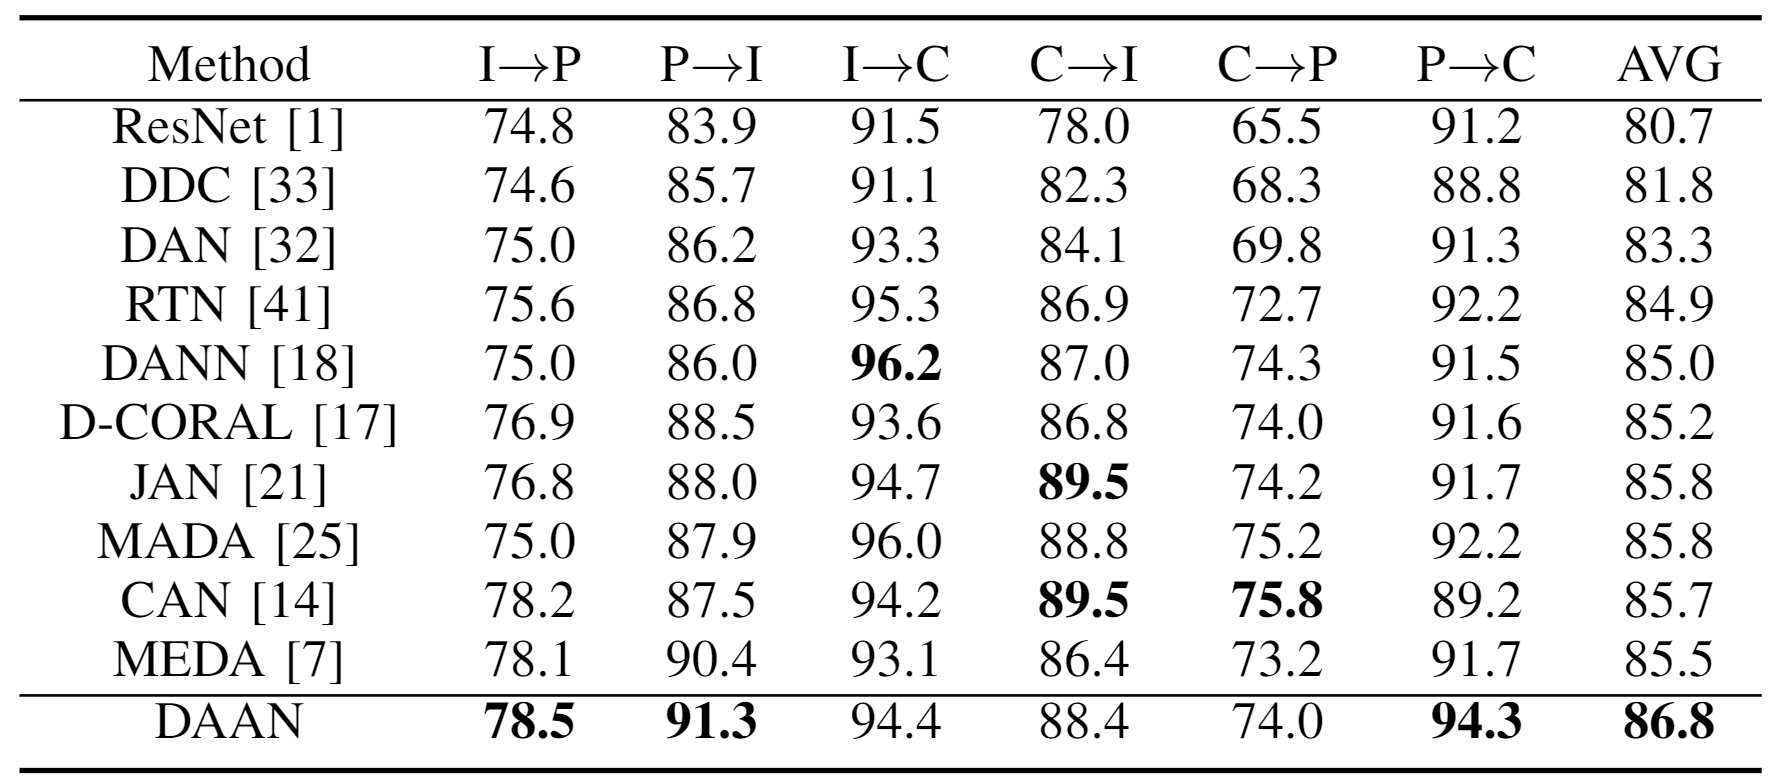 Method I→P P→I I→C C→I C→P P→C AVG
ResNet [1] 74.8 83.9 91.5 78.0 65.5 91.2 80.7
DDC [33] 74.6 85.7 91.1 82.3 68.3 88.8 81.8
DAN [32] 75.0 86.2 93.3 84.1 69.8 91.3 83.3
RTN [41] 75.6 86.8 95.3 86.9 72.7 92.2 84.9
DANN [18] 75.0 86.0 96.2 87.0 74.3 91.5 85.0
D-CORAL [17] 76.9 88.5 93.6 86.8 74.0 91.6 85.2
JAN [21] 76.8 88.0 94.7 89.5 74.2 91.7 85.8
MADA [25] 75.0 87.9 96.0 88.8 75.2 92.2 85.8
CAN [14] 78.2 87.5 94.2 89.5 75.8 89.2 85.7
MEDA [7] 78.1 90.4 93.1 86.4 73.2 91.7 85.5
DAAN 78.5 91.3 94.4 88.4 74.0 94.3 86.8